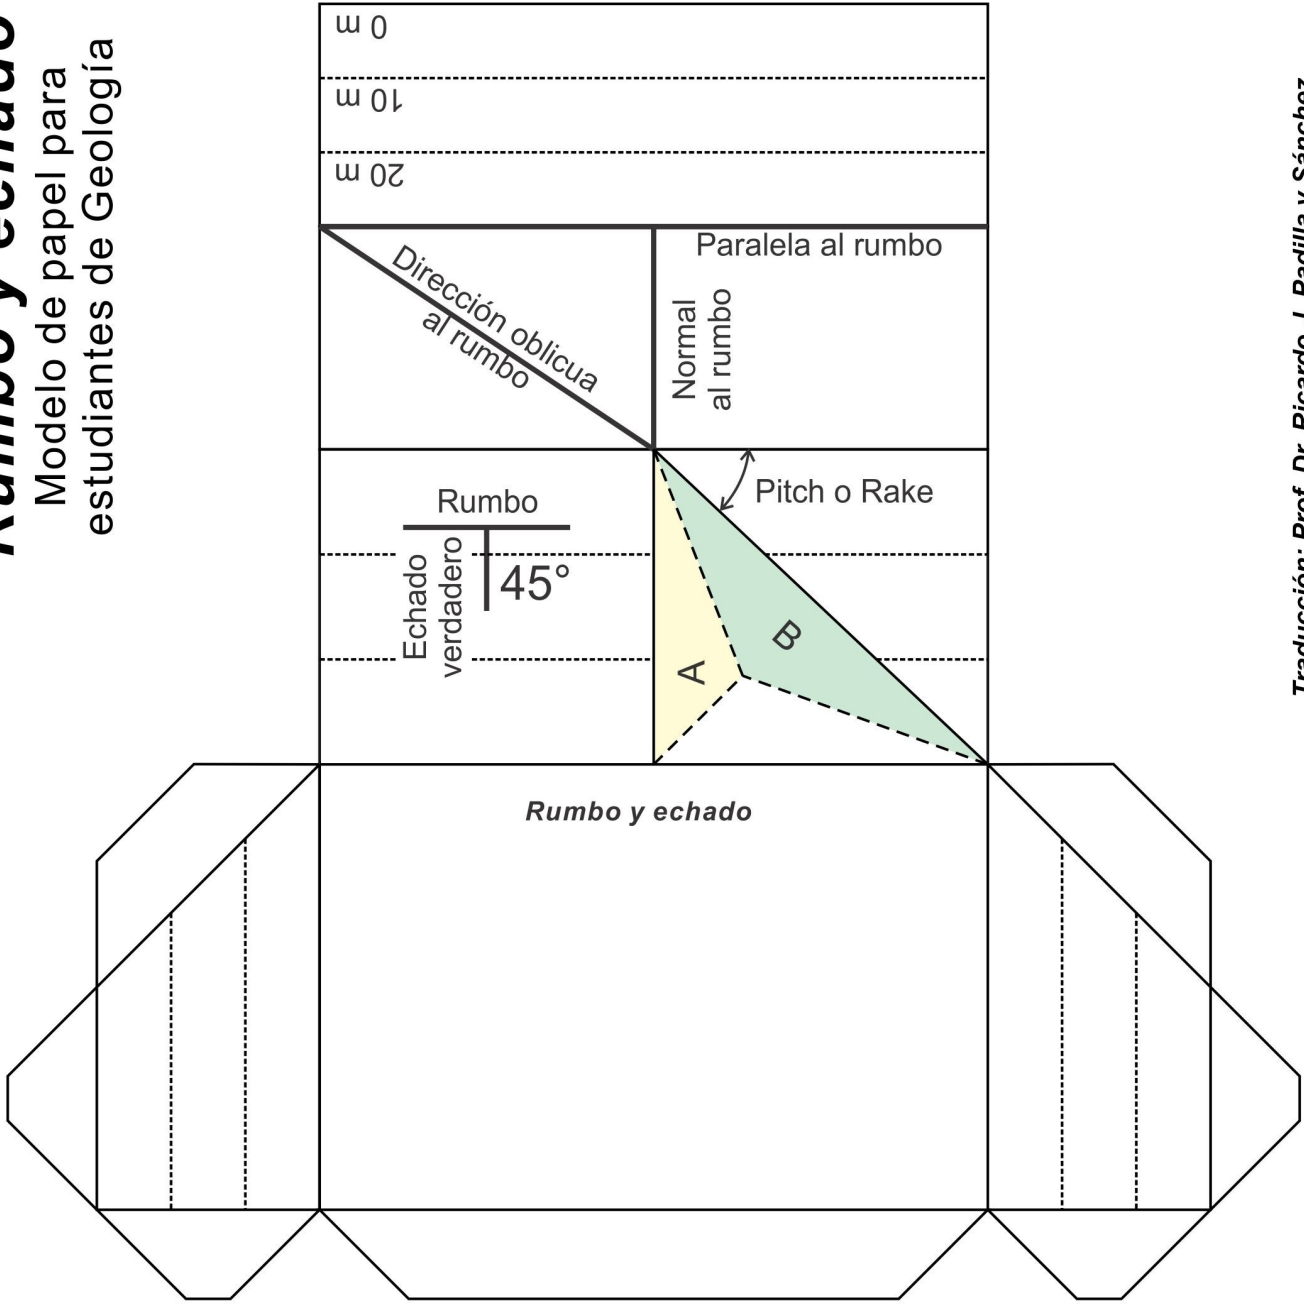 Rumbo y echado
Modelo de papel para
estudiantes de Geología
0 m
10 m
20 m
Paralela al rumbo
Dirección oblicua
al rumbo
Normal
al rumbo
Pitch o Rake
Rumbo
Echado
verdadero
45°
A
B
Rumbo y echado
Traducción: Prof. Dr. Ricardo J. Padilla y Sánchez